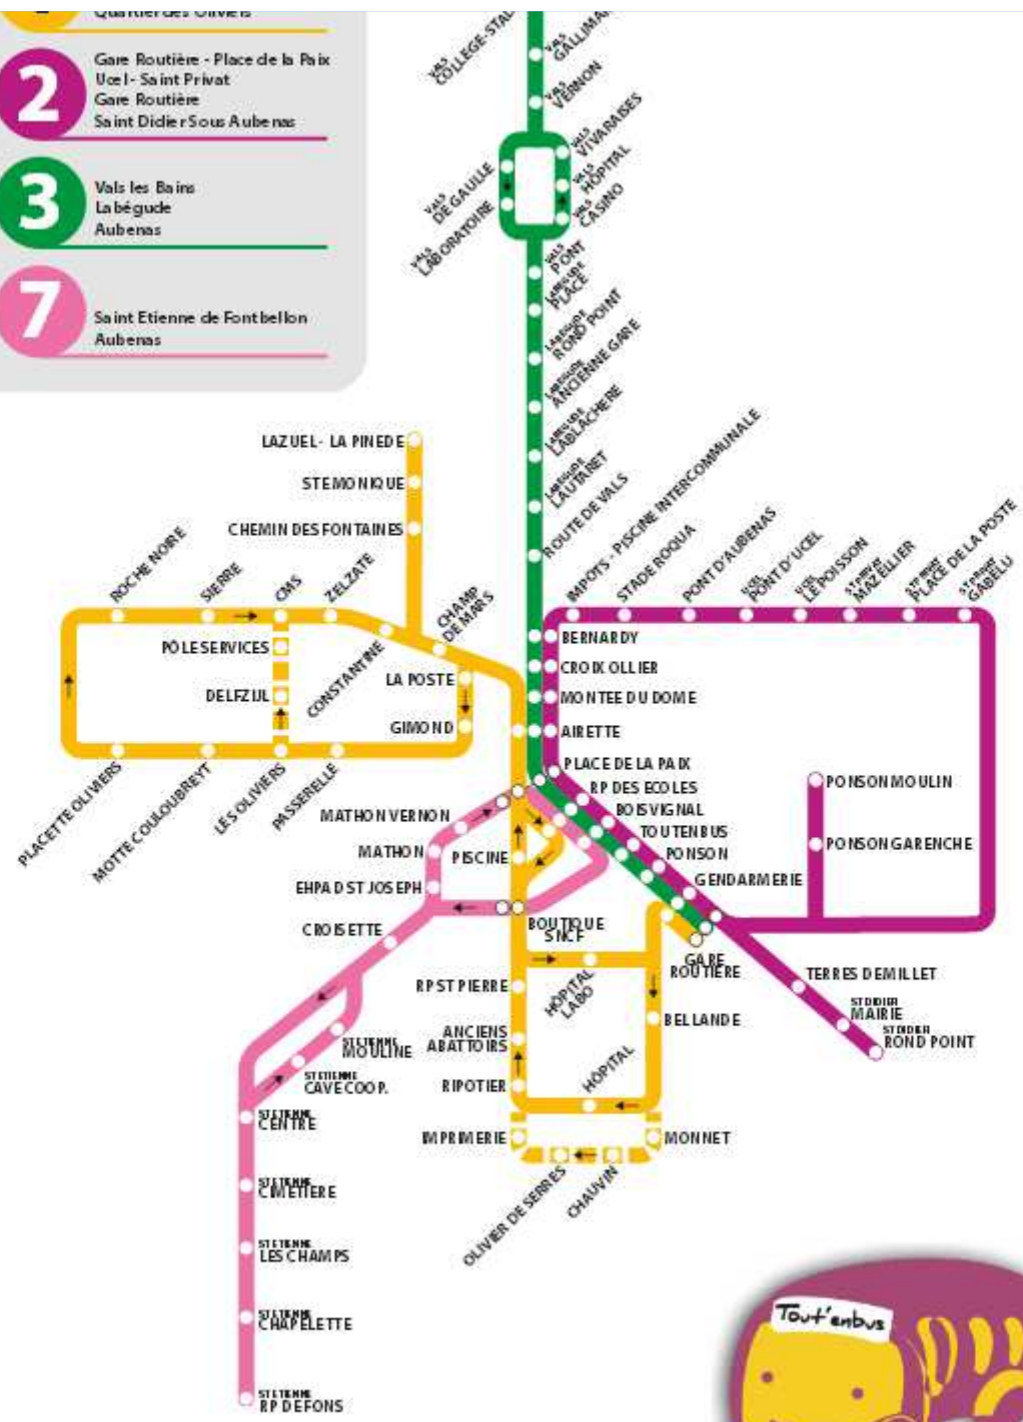 Quartier des Oliviers
2
Gare Routière - Place de la Paix
Ucel - Saint Privat
Gare Routière
Saint Didier Sous Aubenas
3
Vals les Bains
Labégude
Aubenas
7
Saint Etienne de Fontbellon
Aubenas
VALS
GALLIMAR
VALS
COLLEGE-STAD
VALS
VERNON
VALS
VIVARAISES
VALS
HÔPITAL
VALS
CASINO
VALS
DE GAULLE
VALS
LABORATOIRE
VALS
PONT
LABEGUDE
PLACE
LABEGUDE
ROND POINT
LABEGUDE
ANCIENNE GARE
LABEGUDE
LABLACHERE
LABEGUDE
LAUTARET
ROUTE DE VALS
LAZUEL - LA PINEDE
STE MONIQUE
CHEMIN DES FONTAINES
ROCHE NOIRE
SIERRE
CMS
ZELZATE
CHAMP
DE MARS
CONSTANTINE
PÔLE SERVICES
DELFZIJL
LA POSTE
GIMOND
PLACETTE OLIVIERS
MOTTE COULOUBREYT
LES OLIVIERS
PASSERELLE
IMPOTS - PISCINE INTERCOMMUNALE
STADE ROQUA
PONT D'AUBENAS
UCEL
PONT D'UCEL
UCEL
LE POISSON
ST PRIVAT
MAZELLIER
ST PRIVAT
PLACE DE LA POSTE
ST PRIVAT
GABELU
BERNARDY
CROIX OLLIER
MONTEE DU DOME
AIRETTE
PLACE DE LA PAIX
RP DES ECOLES
BOISVIGNAL
TOUTENBUS
PONSON
GENDARMERIE
PONSON MOULIN
PONSON GARENCHE
MATHON VERNON
MATHON
PISCINE
EHPAD ST JOSEPH
CROISETTE
BOUTIQUE
SNCF
GARE
ROUTIÈRE
TERRES DE MILLET
ST DIDIER
MAIRIE
ST DIDIER
ROND POINT
RP ST PIERRE
HÔPITAL
LABO
BELLANDE
ANCIENS
ABATTOIRS
RIPOTIER
HÔPITAL
IMPRIMERIE
MONNET
OLIVIER DE SERRES
CHAUVIN
ST ETIENNE
MOULINE
ST ETIENNE
CAVE COOP.
ST ETIENNE
CENTRE
ST ETIENNE
CIMETIERE
ST ETIENNE
LES CHAMPS
ST ETIENNE
CHAPELETTE
ST ETIENNE
RP DEFONS
Tout'enbus